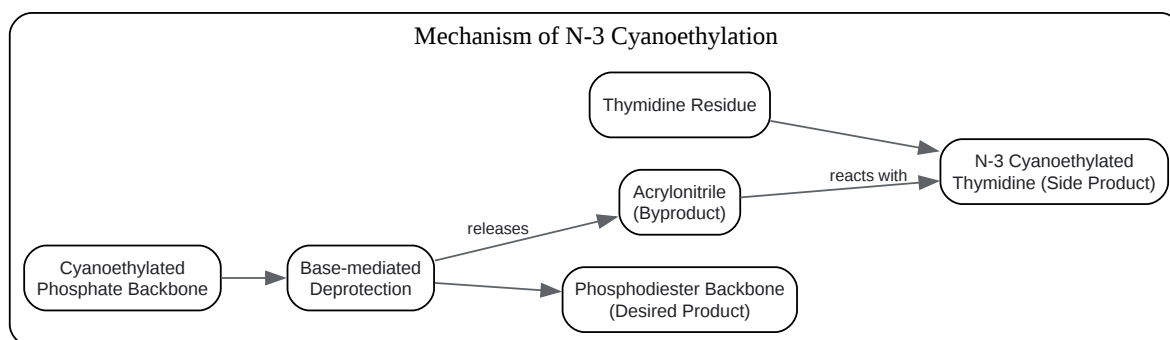 Mechanism of N-3 Cyanoethylation
Thymidine Residue
N-3 Cyanoethylated
Thymidine (Side Product)
reacts with
Acrylonitrile
(Byproduct)
releases
Cyanoethylated
Phosphate Backbone
Base-mediated
Deprotection
Phosphodiester Backbone
(Desired Product)